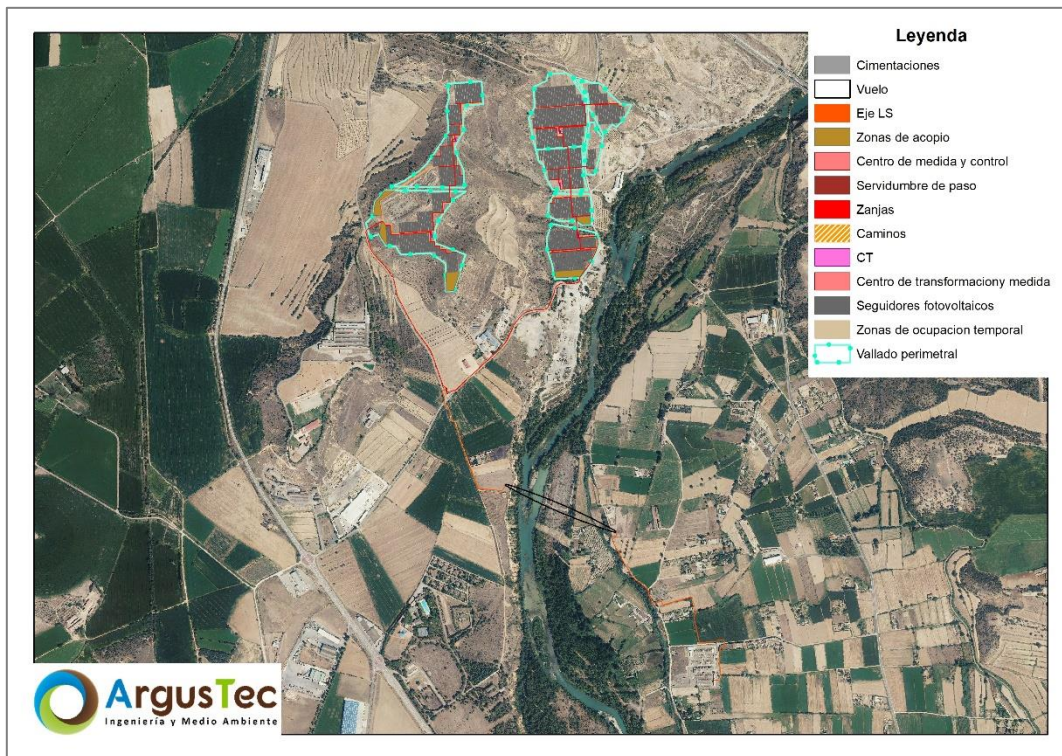 Leyenda
Cimentaciones
Vuelo
Eje LS
Zonas de acopio
Centro de medida y control
Servidumbre de paso
Zanjas
Caminos
CT
Centro de transformaciony medida
Seguidores fotovoltaicos
Zonas de ocupacion temporal
Vallado perimetral
ArgusTec
Ingeniería y Medio Ambiente